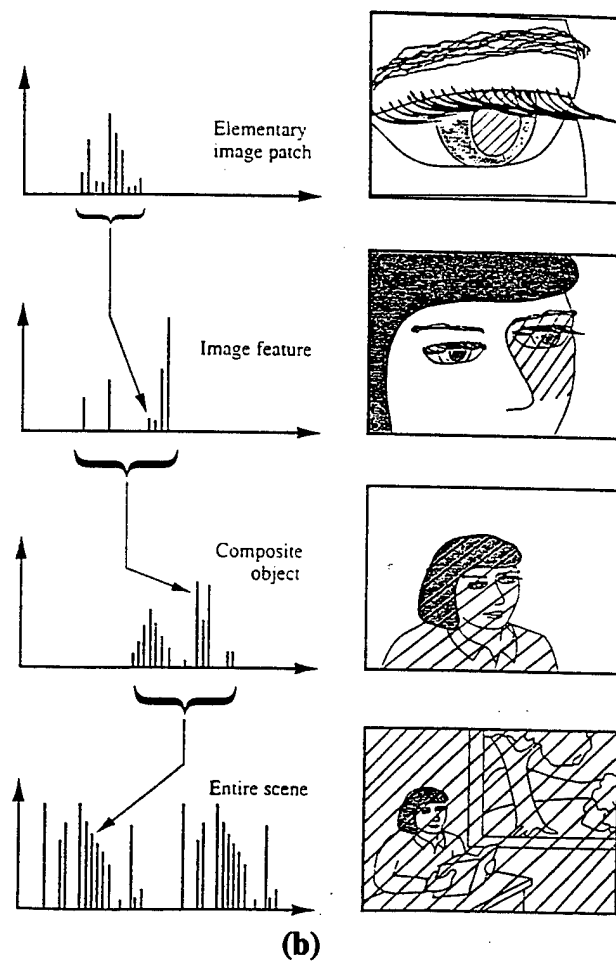 Elementary
image patch
Image feature
Composite
object
Entire scene
(b)